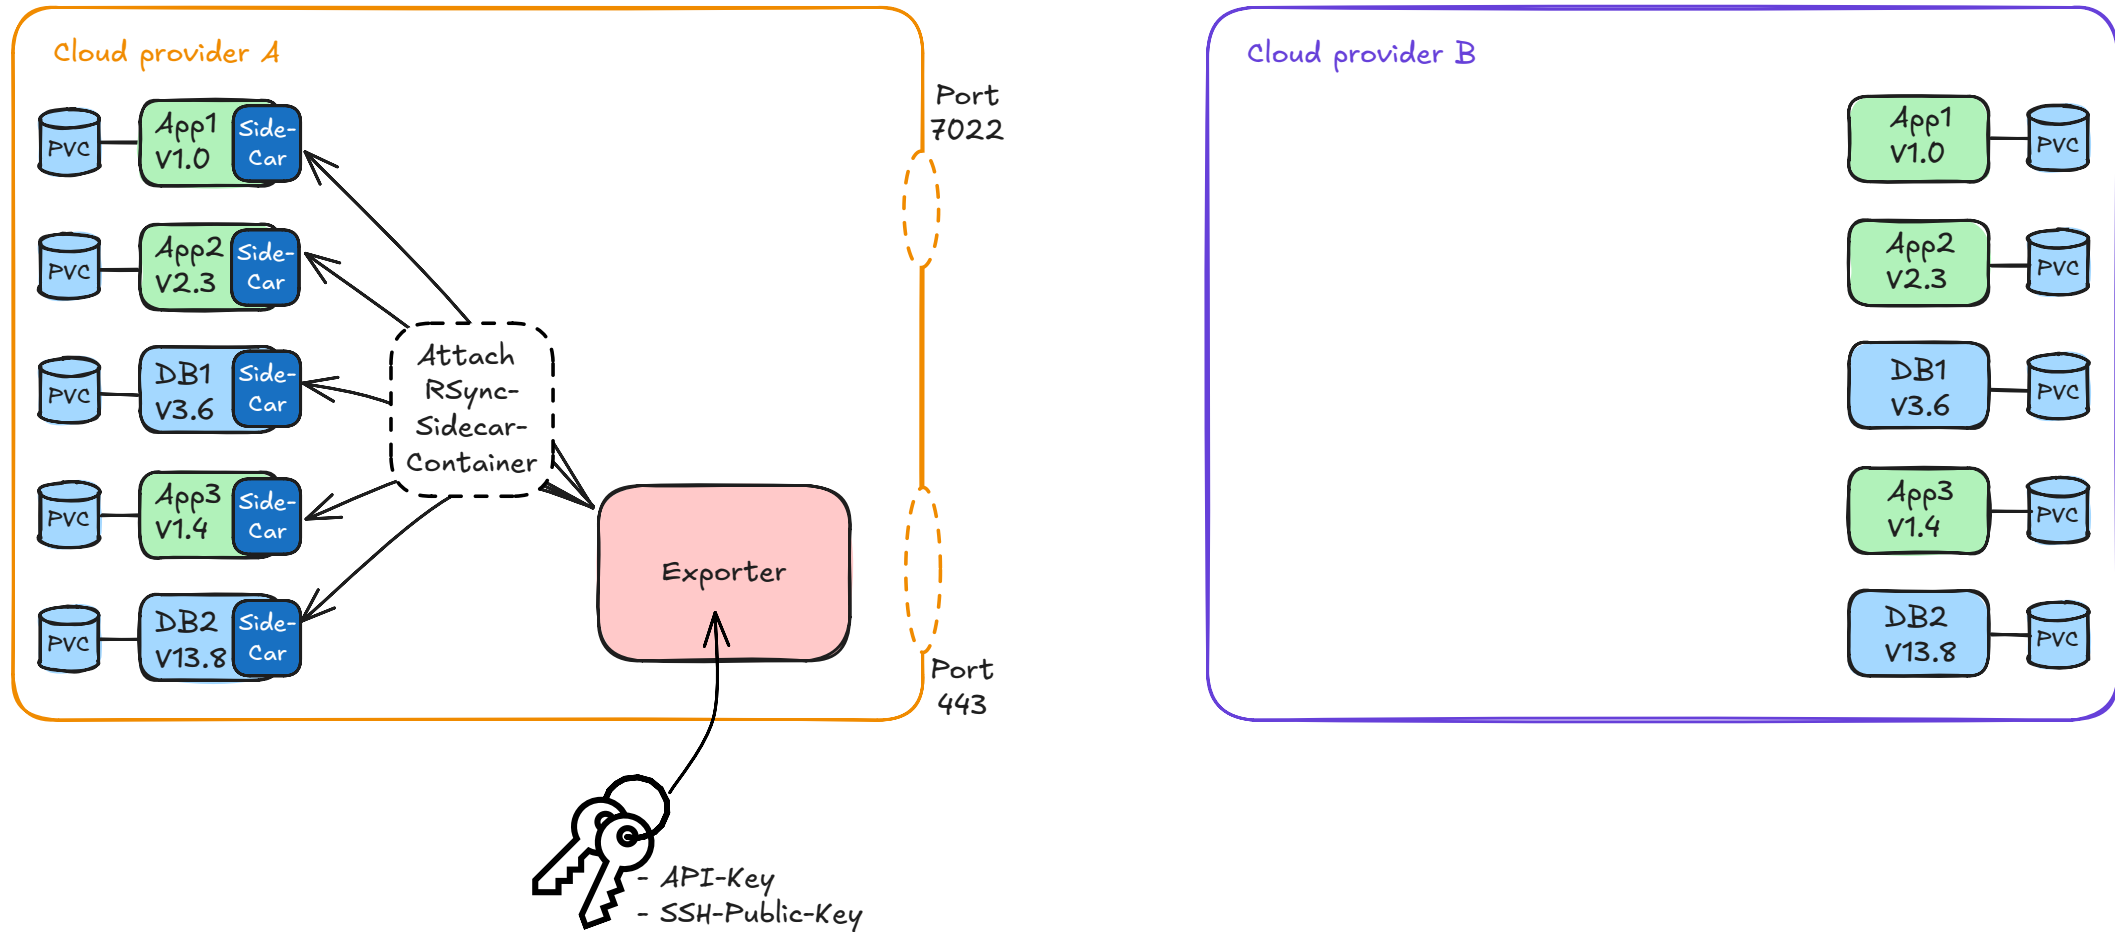 Cloud provider A
PVC
App1
V1.0
Side-
Car
PVC
App2
V2.3
Side-
Car
PVC
DB1
V3.6
Side-
Car
PVC
App3
V1.4
Side-
Car
PVC
DB2
V13.8
Side-
Car
Attach
RSync-
Sidecar-
Container
Exporter
Port
7022
Port
443
- API-Key
- SSH-Public-Key
Cloud provider B
App1
V1.0
PVC
App2
V2.3
PVC
DB1
V3.6
PVC
App3
V1.4
PVC
DB2
V13.8
PVC